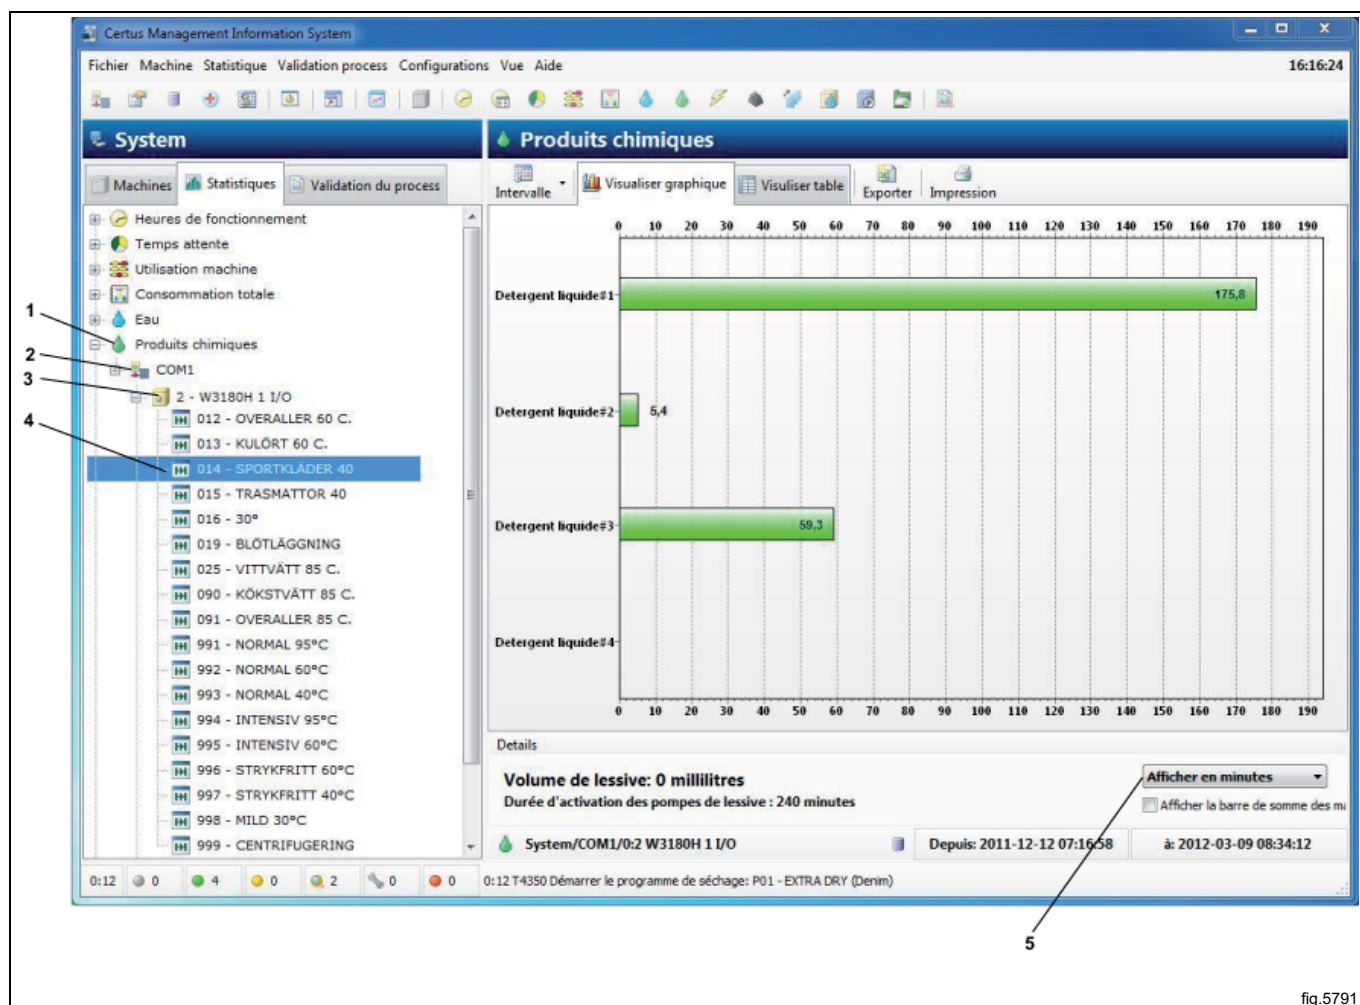 Certus Management Information System
Fichier Machine Statistique Validation process Configurations Vue Aide 16:16:24
System
Machines Statistiques Validation du process
Heures de fonctionnement
Temps attente
Utilisation machine
Consommation totale
Eau
1
Produits chimiques
2
COM1
3
2 - W3180H 1 I/O
4
012 - OVERALLER 60 C.
013 - KULÖRT 60 C.
014 - SPORTKLÄDER 40
015 - TRASMATTOR 40
016 - 30°
019 - BLÖTLÄGGNING
025 - VITTVÄTT 85 C.
090 - KÖKSTVÄTT 85 C.
091 - OVERALLER 85 C.
991 - NORMAL 95°C
992 - NORMAL 60°C
993 - NORMAL 40°C
994 - INTENSIV 95°C
995 - INTENSIV 60°C
996 - STRYKFRITT 60°C
997 - STRYKFRITT 40°C
998 - MILD 30°C
999 - CENTRIFUGERING
Produits chimiques
Intervalle Visualiser graphique Visuliser table Exporter Impression
0 10 20 30 40 50 60 70 80 90 100 110 120 130 140 150 160 170 180 190
Detergent liquide#1 175,8
Detergent liquide#2 5,4
Detergent liquide#3 59,3
Detergent liquide#4
0 10 20 30 40 50 60 70 80 90 100 110 120 130 140 150 160 170 180 190
Details
Volume de lessive: 0 millilitres
Durée d'activation des pompes de lessive : 240 minutes
Afficher en minutes
Afficher la barre de somme des ma
System/COM1/0:2 W3180H 1 I/O Depuis: 2011-12-12 07:16:58 à: 2012-03-09 08:34:12
0:12 0 4 0 2 0 0 0:12 T4350 Démarrer le programme de séchage: P01 - EXTRA DRY (Denim)
5
fig.5791